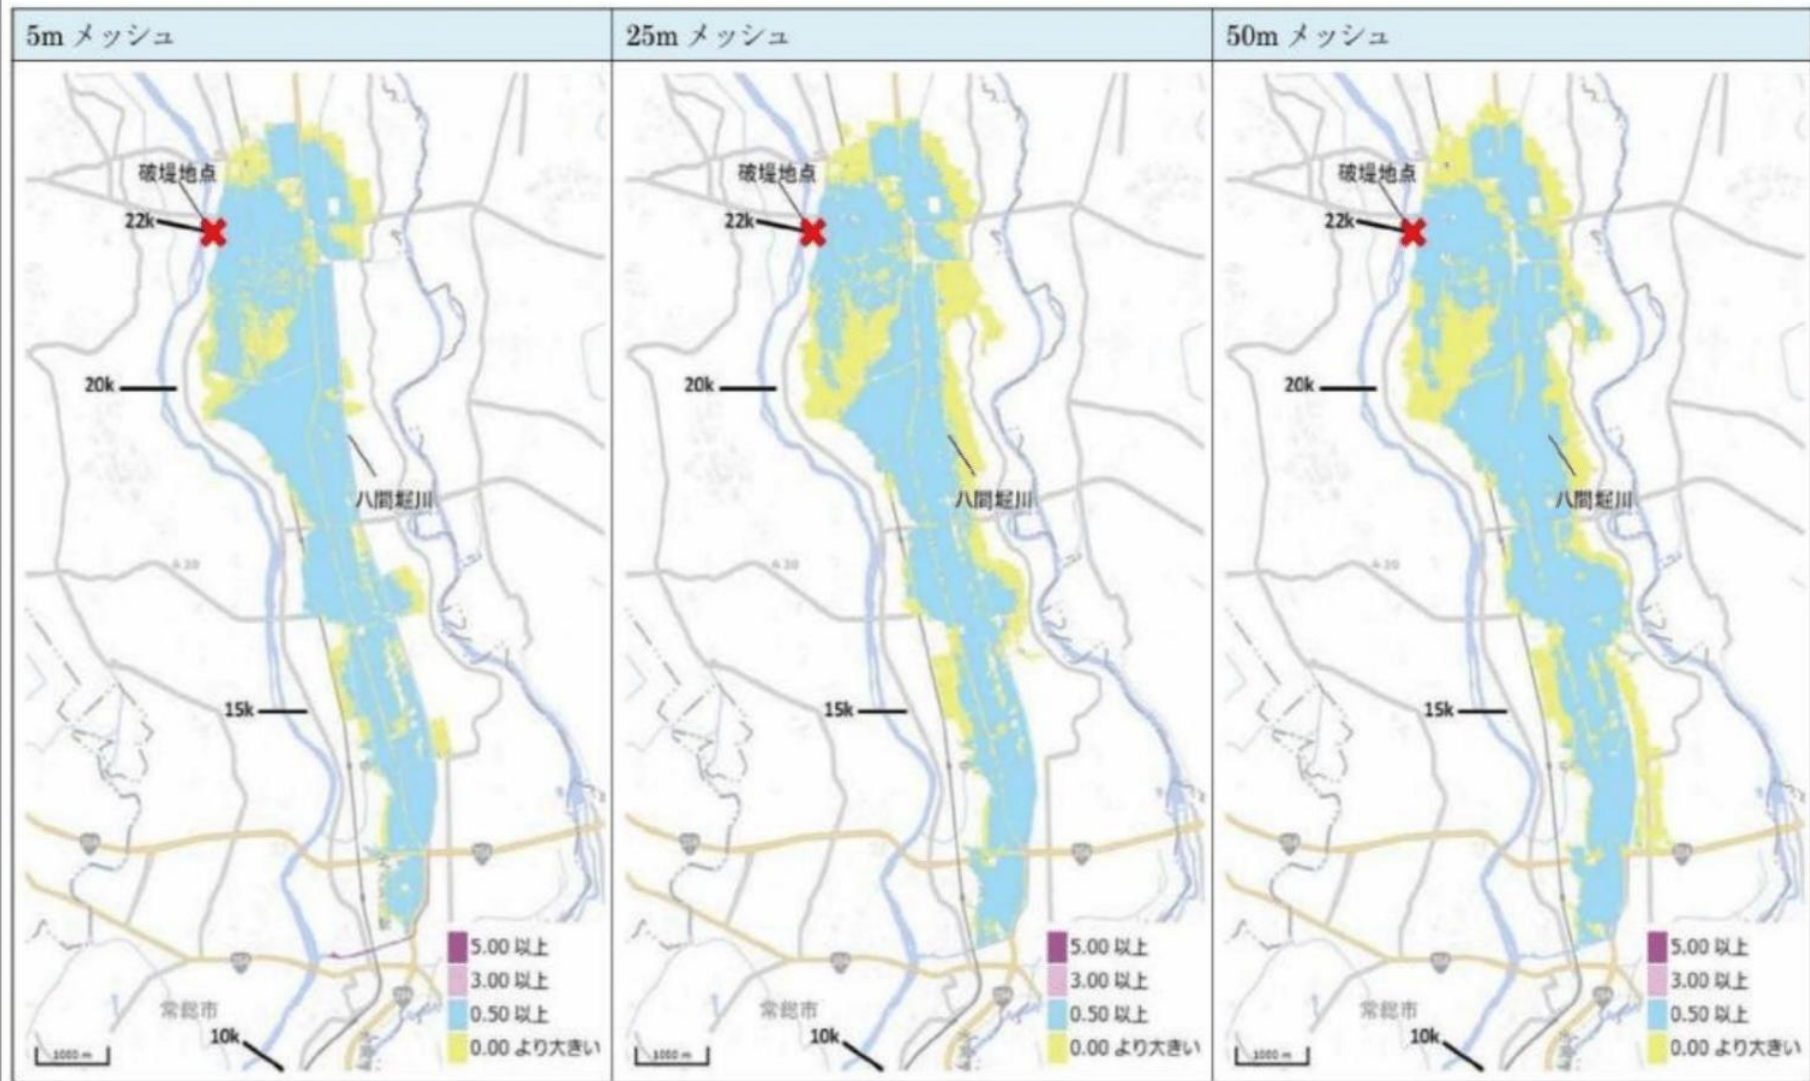 5m メッシュ
25m メッシュ
50m メッシュ
破堤地点
22k
20k
八間堀川
15k
5.00 以上
3.00 以上
0.50 以上
0.00 より大きい
常総市
10k
1000 m
破堤地点
22k
20k
八間堀川
15k
5.00 以上
3.00 以上
0.50 以上
0.00 より大きい
常総市
10k
1000 m
破堤地点
22k
20k
八間堀川
15k
5.00 以上
3.00 以上
0.50 以上
0.00 より大きい
常総市
10k
1000 m